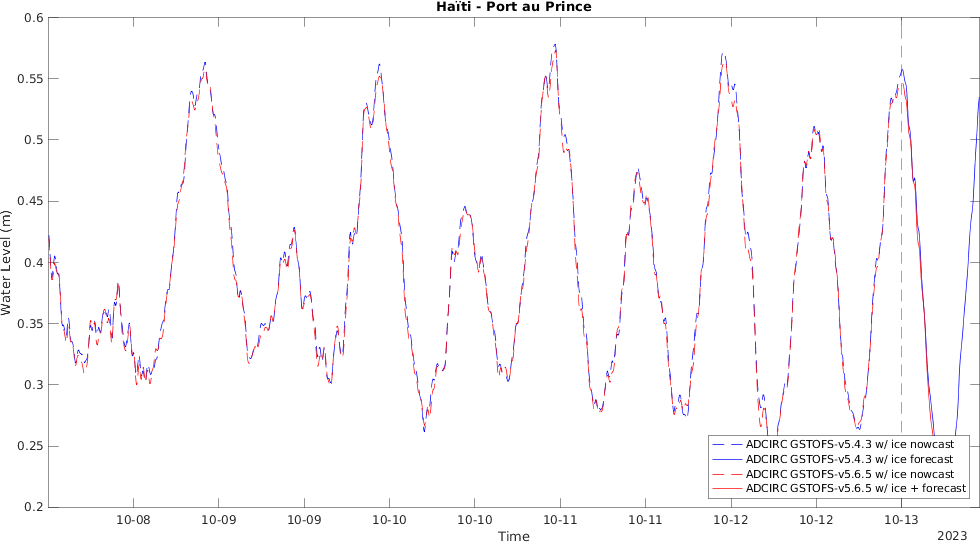 Haïti - Port au Prince
Water Level (m)
0.6
0.55
0.5
0.45
0.4
0.35
0.3
0.25
0.2
ADCIRC GSTOFS-v5.4.3 w/ ice nowcast
ADCIRC GSTOFS-v5.4.3 w/ ice forecast
ADCIRC GSTOFS-v5.6.5 w/ ice nowcast
ADCIRC GSTOFS-v5.6.5 w/ ice + forecast
10-08 10-09 10-09 10-10 10-10 10-11 10-11 10-12 10-12 10-13
Time
2023